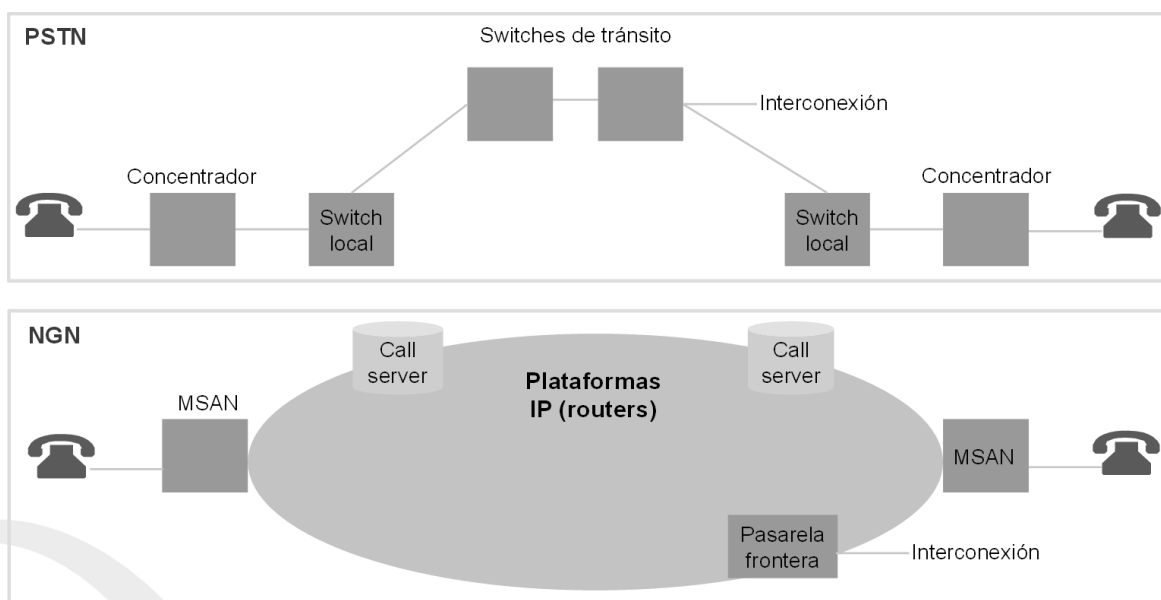 PSTN
Switches de tránsito
Interconexión
Concentrador
Concentrador
Switch
local
Switch
local
NGN
Call
server
Call
server
Plataformas
IP (routers)
MSAN
MSAN
Pasarela
frontera
Interconexión